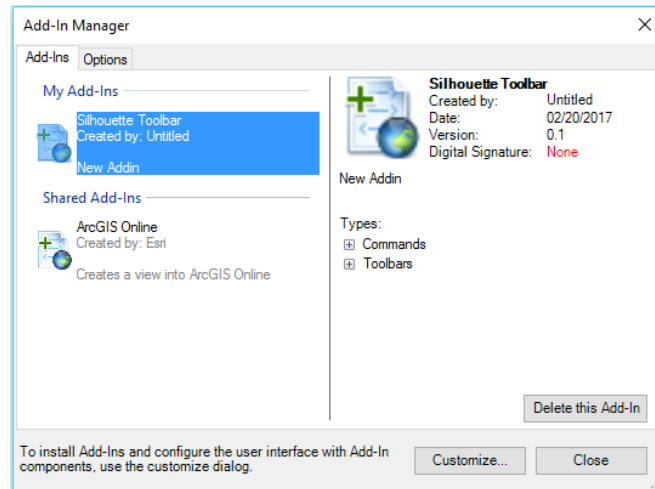 Add-In Manager
Add-Ins
Options
My Add-Ins
Silhouette Toolbar
Created by: Untitled
New Addin
Shared Add-Ins
ArcGIS Online
Created by: Esri
Creates a view into ArcGIS Online
Silhouette Toolbar
Created by: Untitled
Date: 02/20/2017
Version: 0.1
Digital Signature: None
New Addin
Types:
Commands
Toolbars
Delete this Add-In
To install Add-Ins and configure the user interface with Add-In
components, use the customize dialog.
Customize...
Close